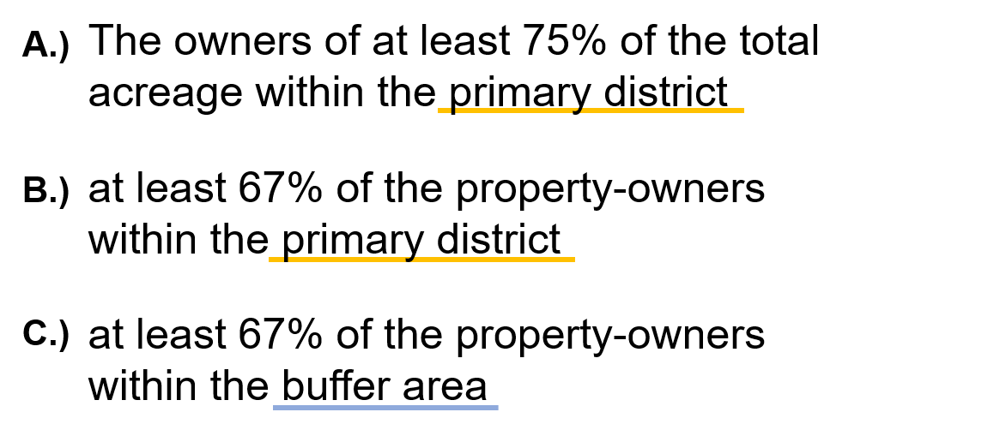 A.) The owners of at least 75% of the total
acreage within the primary district
B.) at least 67% of the property-owners
within the primary district
C.) at least 67% of the property-owners
within the buffer area